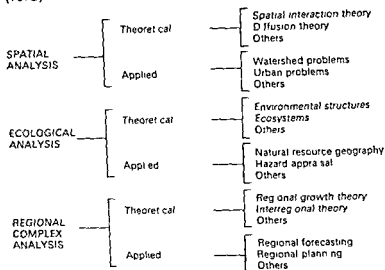 Theoret cal
Spatial interaction theory
D ffusion theory
Others
SPATIAL
ANALYSIS
Applied
Watershed problems
Urban problems
Others
Theoret cal
Environmental structures
Ecosystems
Others
ECOLOGICAL
ANALYSIS
Appl ed
Natural resource geography
Hazard appra sal
Others
Theoret cal
Reg onal growth theory
Interreg onal theory
Others
REGIONAL
COMPLEX
ANALYSIS
Applied
Regional forecasting
Regional plann ng
Others